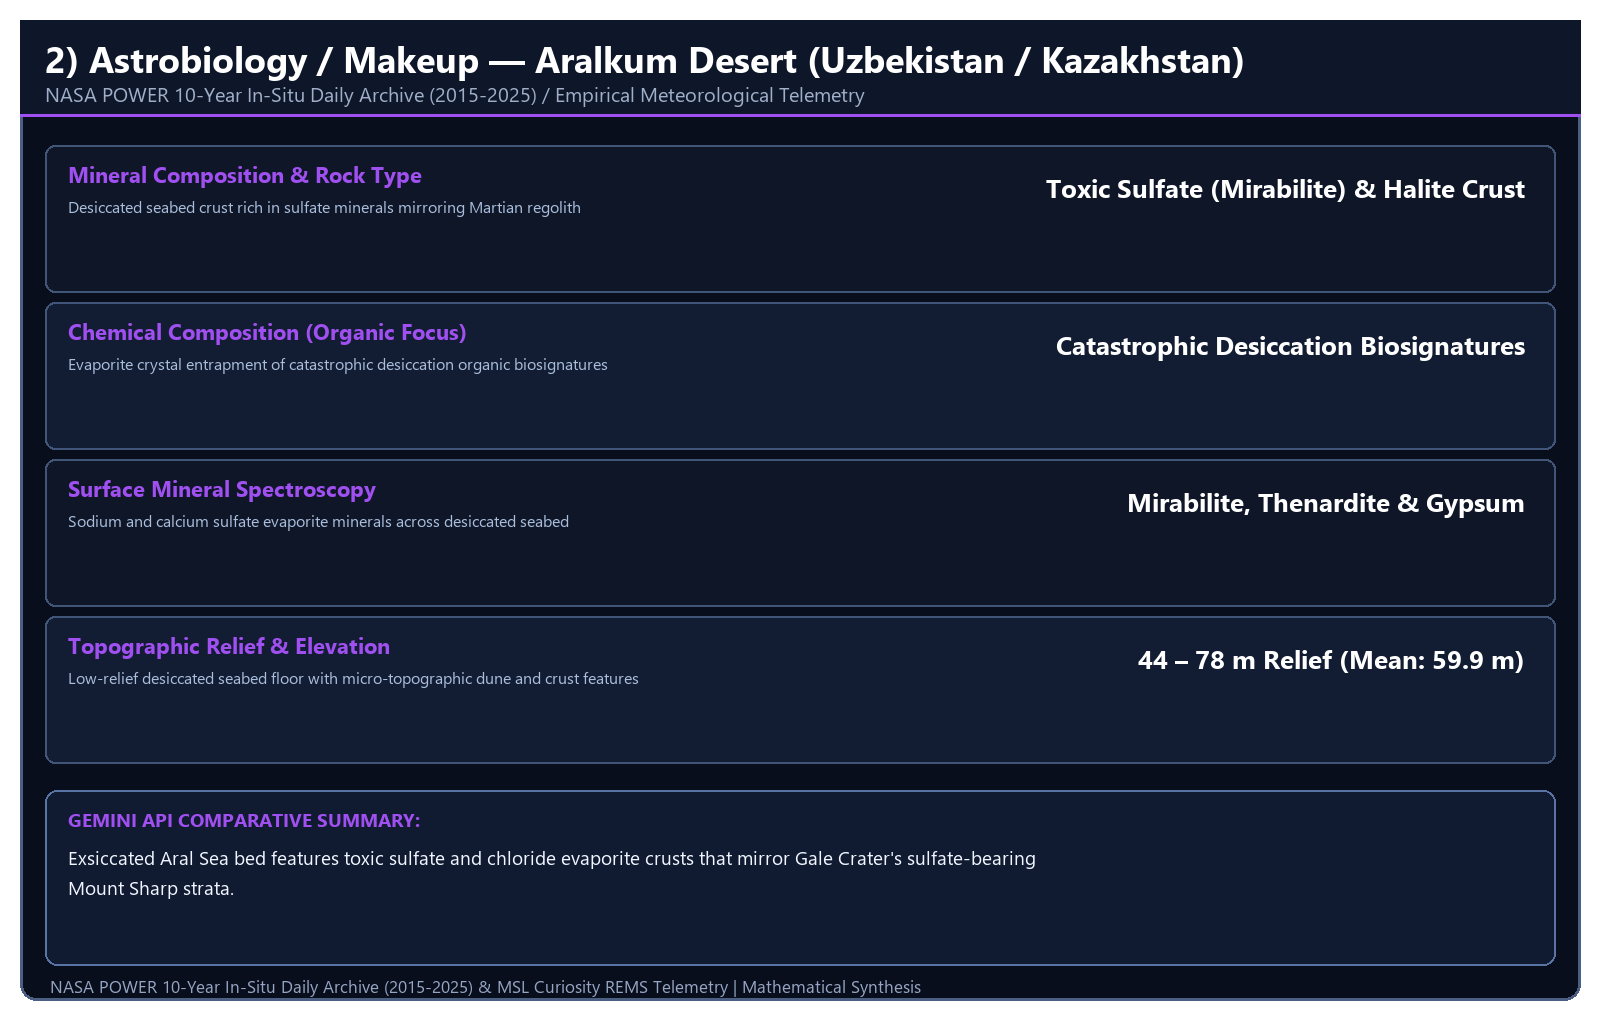 2) Astrobiology / Makeup — Aralkum Desert (Uzbekistan / Kazakhstan)
NASA POWER 10-Year In-Situ Daily Archive (2015-2025) / Empirical Meteorological Telemetry
Mineral Composition & Rock Type
Toxic Sulfate (Mirabilite) & Halite Crust
Desiccated seabed crust rich in sulfate minerals mirroring Martian regolith
Chemical Composition (Organic Focus)
Catastrophic Desiccation Biosignatures
Evaporite crystal entrapment of catastrophic desiccation organic biosignatures
Surface Mineral Spectroscopy
Mirabilite, Thenardite & Gypsum
Sodium and calcium sulfate evaporite minerals across desiccated seabed
Topographic Relief & Elevation
44 – 78 m Relief (Mean: 59.9 m)
Low-relief desiccated seabed floor with micro-topographic dune and crust features
GEMINI API COMPARATIVE SUMMARY:
Exsiccated Aral Sea bed features toxic sulfate and chloride evaporite crusts that mirror Gale Crater's sulfate-bearing
Mount Sharp strata.
NASA POWER 10-Year In-Situ Daily Archive (2015-2025) & MSL Curiosity REMS Telemetry | Mathematical Synthesis